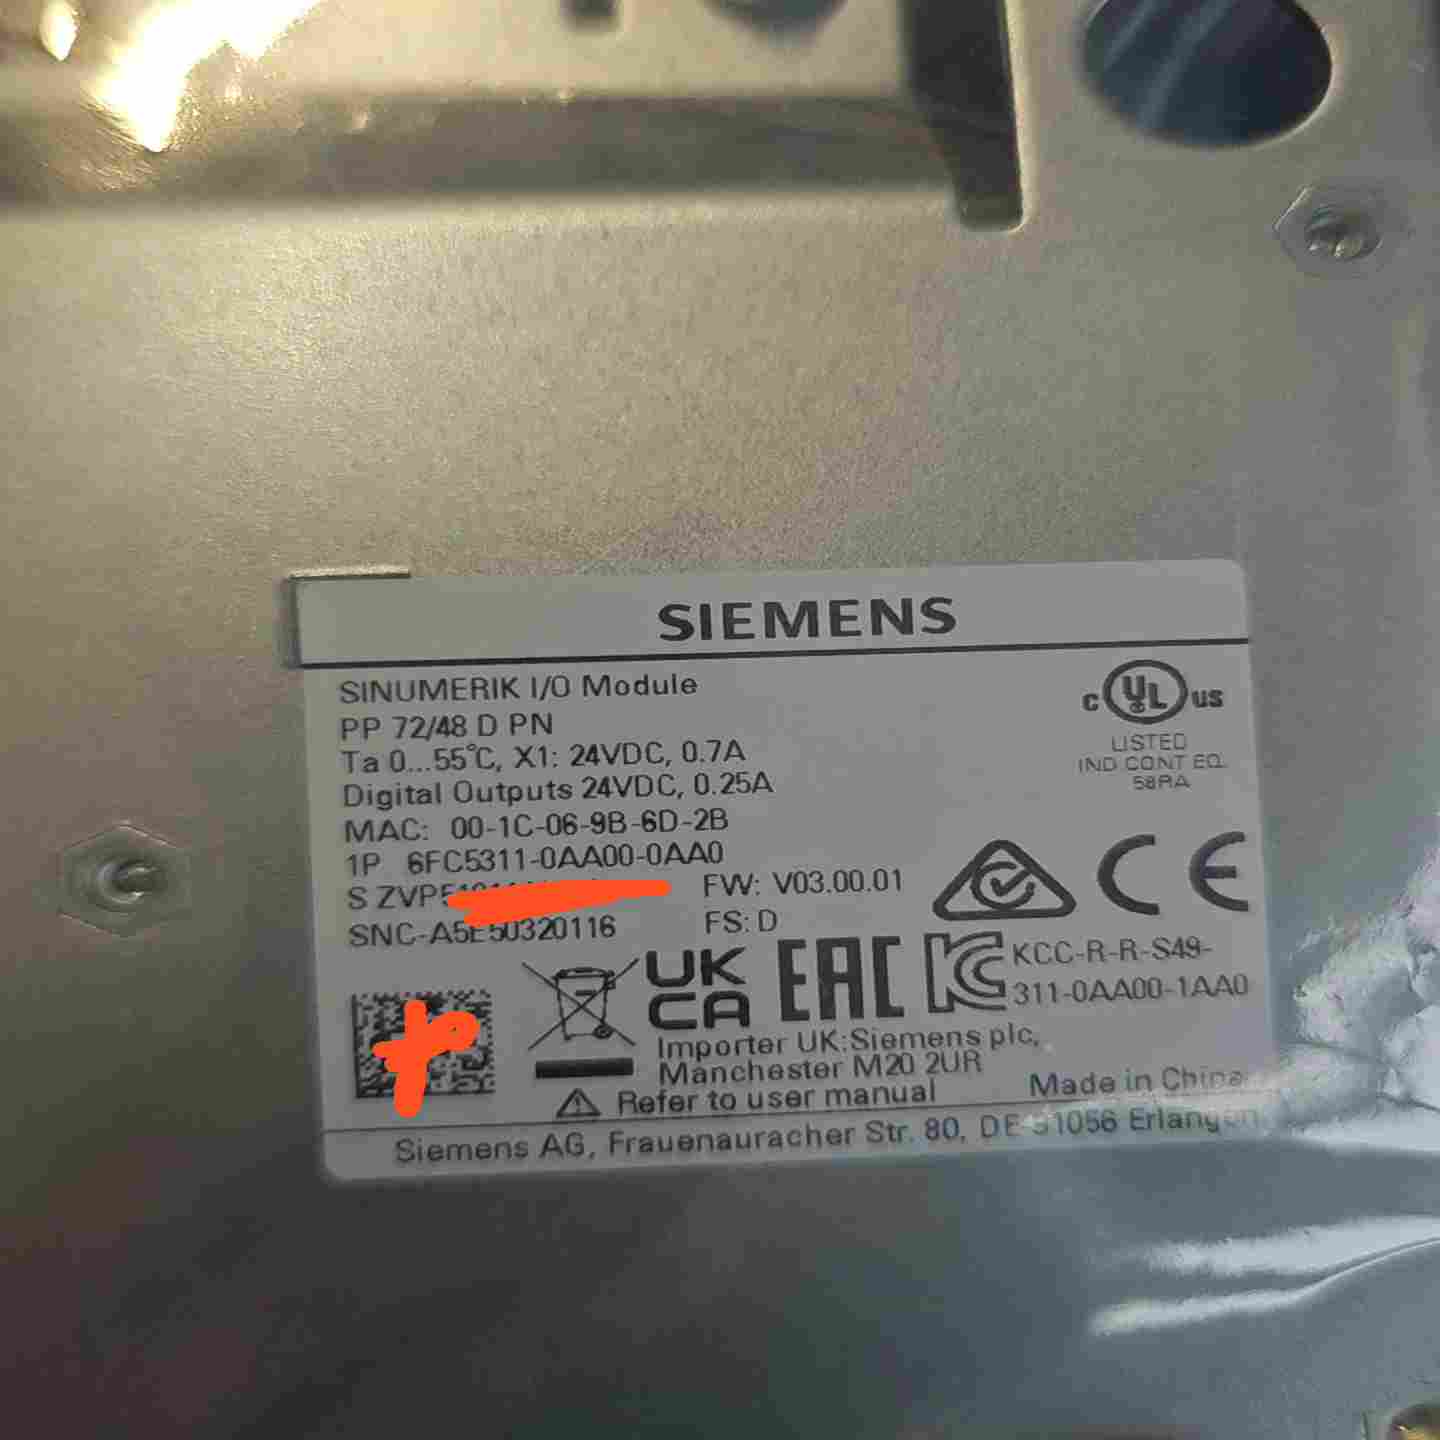 SIEMENS
SINUMERIK I/O Module
PP 72/48 D PN
Ta 0...55°C, X1: 24VDC, 0.7A
Digital Outputs 24VDC, 0.25A
MAC: 00-1C-06-9B-6D-2B
1P 6FC5311-0AA00-0AA0
S FW: V03.00.01
SNC-A5E50320116 FS: D
C UL US
LISTED
IND CONT EQ.
58RA
CE
UK
CA
EAC
KCC-R-R-S49-
311-0AA00-1AA0
Importer UK:Siemens plc,
Manchester M20 2UR
Refer to user manual
Made in China
Siemens AG, Frauenauracher Str. 80, DE-91056 Erlangen